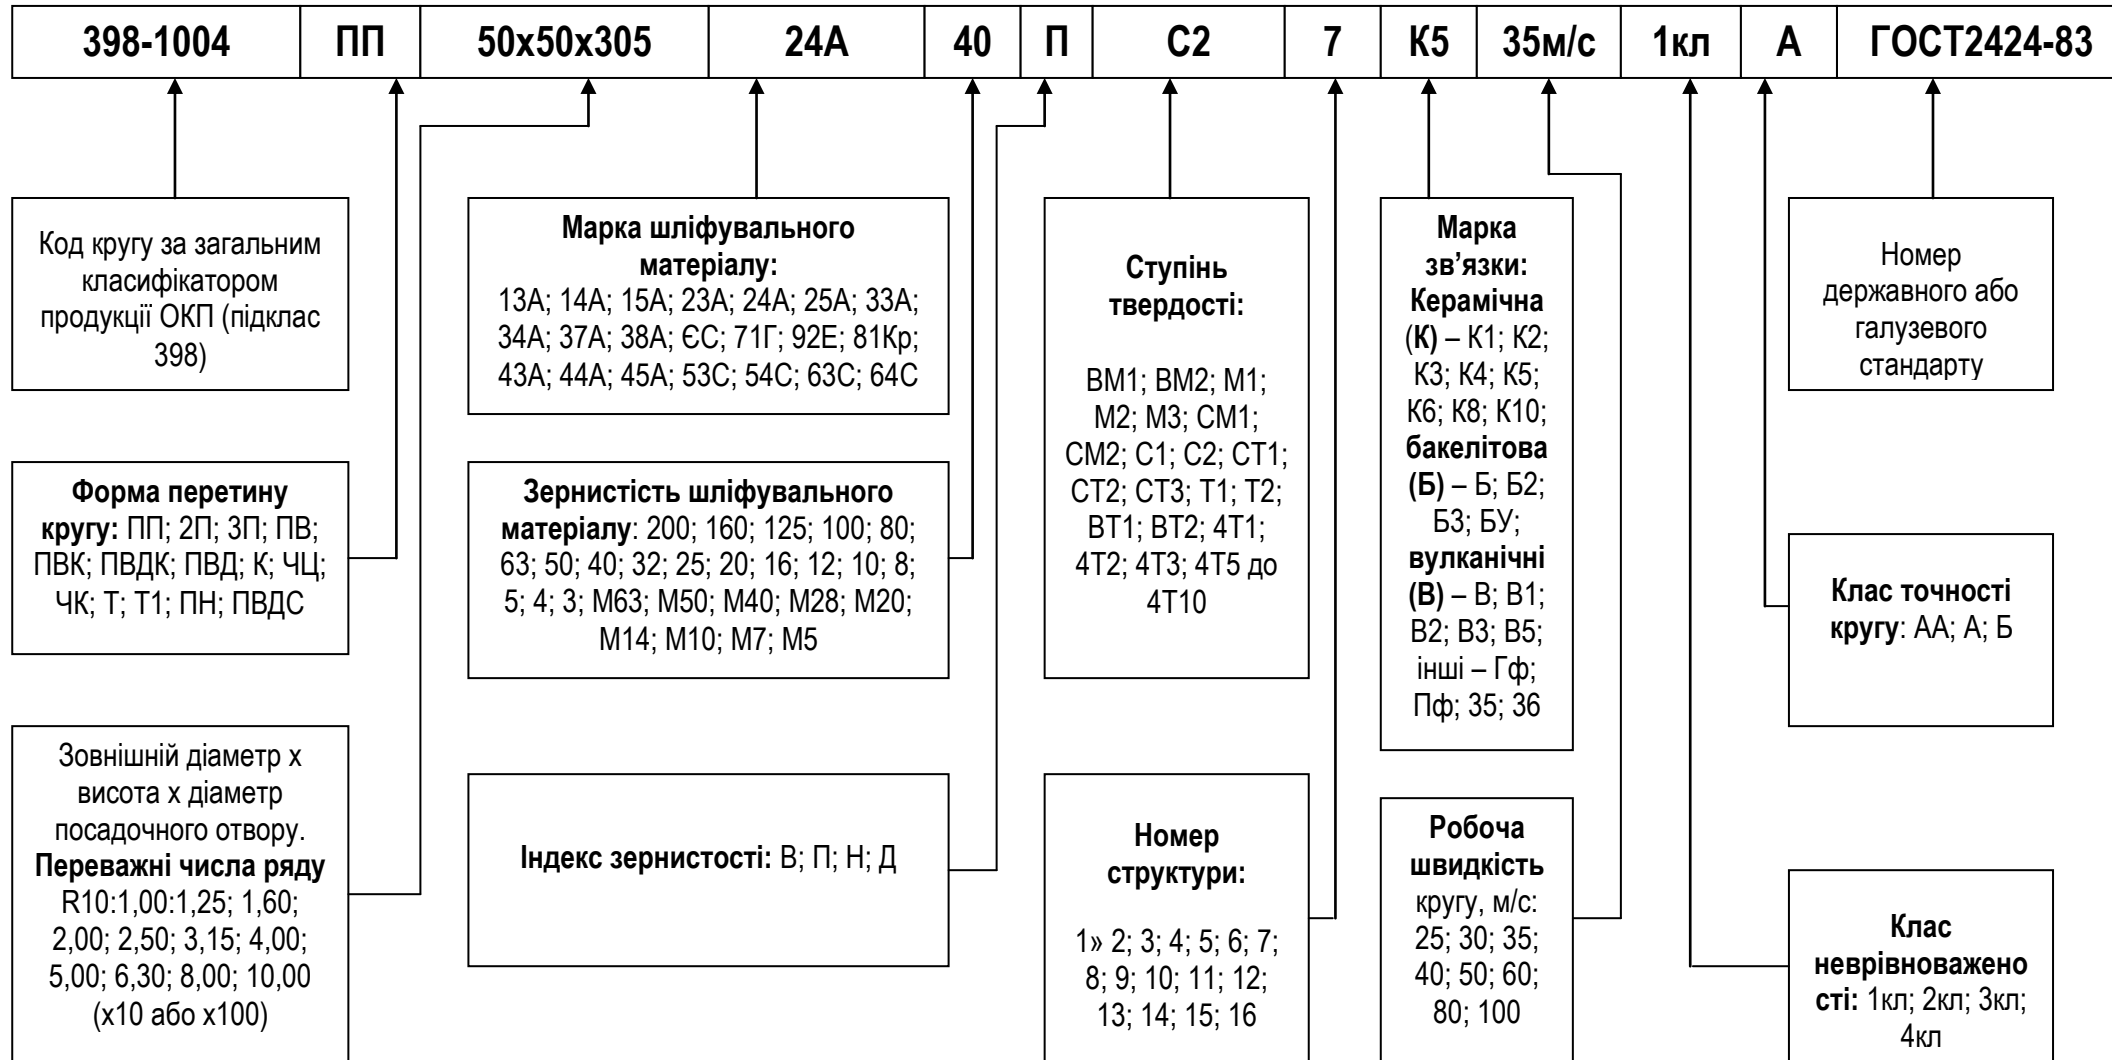 398-1004 ПП 50х50х305 24А 40 П С2 7 К5 35м/с 1кл А ГОСТ2424-83
Код кругу за загальним
класифікатором
продукції ОКП (підклас
398)
Форма перетину
кругу: ПП; 2П; 3П; ПВ;
ПВК; ПВДК; ПВД; К; ЧЦ;
ЧК; Т; Т1; ПН; ПВДС
Зовнішній діаметр х
висота х діаметр
посадочного отвору.
Переважні числа ряду
R10:1,00:1,25; 1,60;
2,00; 2,50; 3,15; 4,00;
5,00; 6,30; 8,00; 10,00
(х10 або х100)
Марка шліфувального
матеріалу:
13А; 14А; 15А; 23А; 24А; 25А; 33А;
34А; 37А; 38А; ЄС; 71Г; 92Е; 81Кр;
43А; 44А; 45А; 53С; 54С; 63С; 64С
Зернистість шліфувального
матеріалу: 200; 160; 125; 100; 80;
63; 50; 40; 32; 25; 20; 16; 12; 10; 8;
5; 4; 3; М63; М50; М40; М28; М20;
М14; М10; М7; М5
Індекс зернистості: В; П; Н; Д
Ступінь
твердості:
ВМ1; ВМ2; М1;
М2; М3; СМ1;
СМ2; С1; С2; СТ1;
СТ2; СТ3; Т1; Т2;
ВТ1; ВТ2; 4Т1;
4Т2; 4Т3; 4Т5 до
4Т10
Номер
структури:
1» 2; 3; 4; 5; 6; 7;
8; 9; 10; 11; 12;
13; 14; 15; 16
Марка
зв’язки:
Керамічна
(К) – К1; К2;
К3; К4; К5;
К6; К8; К10;
бакелітова
(Б) – Б; Б2;
Б3; БУ;
вулканічні
(В) – В; В1;
В2; В3; В5;
інші – Гф;
Пф; 35; 36
Робоча
швидкість
кругу, м/с:
25; 30; 35;
40; 50; 60;
80; 100
Номер
державного або
галузевого
стандарту
Клас точності
кругу: АА; А; Б
Клас
неврівноважено
сті: 1кл; 2кл; 3кл;
4кл